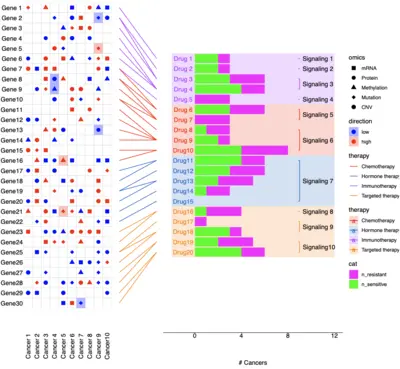 Gene 1
Gene 2
Gene 3
Gene 4
Gene 5
Gene 6
Gene 7
Gene 8
Gene 9
Gene10
Gene11
Gene12
Gene13
Gene14
Gene15
Gene16
Gene17
Gene18
Gene19
Gene20
Gene21
Gene22
Gene23
Gene24
Gene25
Gene26
Gene27
Gene28
Gene29
Gene30
Cancer 1
Cancer 2
Cancer 3
Cancer 4
Cancer 5
Cancer 6
Cancer 7
Cancer 8
Cancer 9
Cancer10
Drug 1
Drug 2
Drug 3
Drug 4
Drug 5
Drug 6
Drug 7
Drug 8
Drug 9
Drug10
Drug11
Drug12
Drug13
Drug14
Drug15
Drug16
Drug17
Drug18
Drug19
Drug20
Signaling 1
Signaling 2
Signaling 3
Signaling 4
Signaling 5
Signaling 6
Signaling 7
Signaling 8
Signaling 9
Signaling10
0 4 8 12
# Cancers
omics
mRNA
Protein
Methylation
Mutation
CNV
direction
low
high
therapy
Chemotherapy
Hormone therapy
Immunotherapy
Targeted therapy
therapy
Chemotherapy
Hormone therapy
Immunotherapy
Targeted therapy
cat
n_resistant
n_sensitive